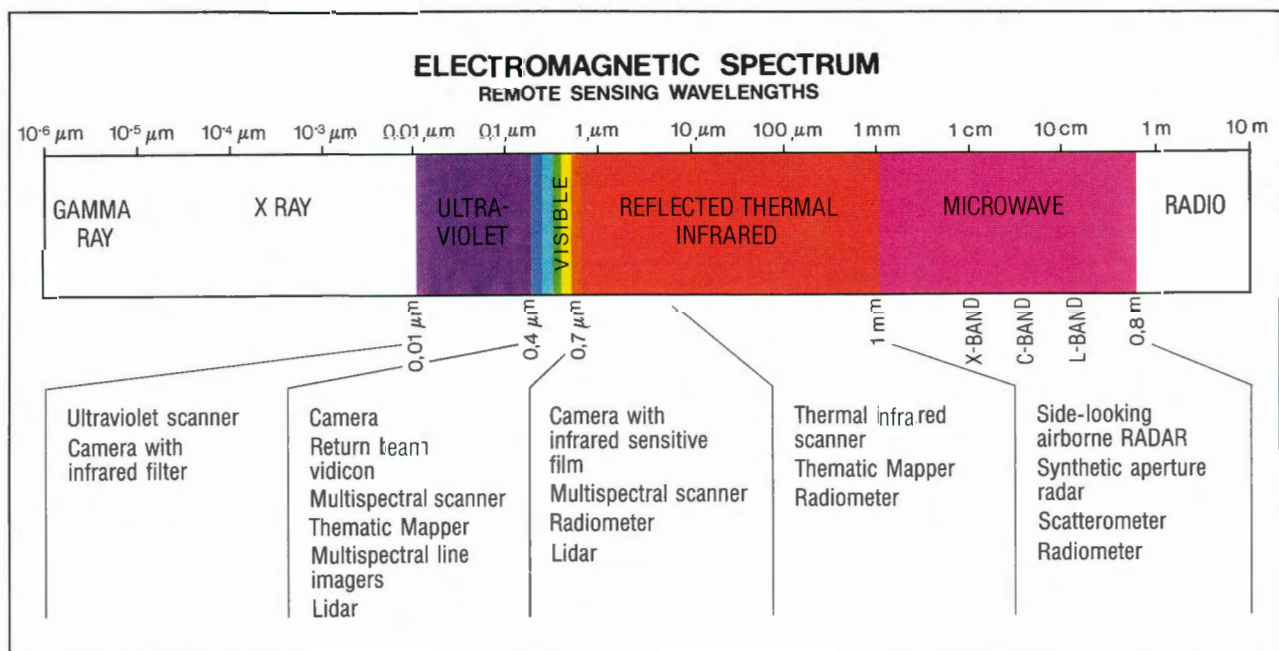 ELECTROMAGNETIC SPECTRUM
REMOTE SENSING WAVELENGTHS
10-6 μm 10-5 μm 10-4 μm 10-3 μm 0.01 μm 0.1 μm 1 μm 10 μm 100 μm 1 mm 1 cm 10 cm 1 m 10 m
GAMMA
RAY
X RAY
ULTRA-
VIOLET
VISIBLE
REFLECTED THERMAL
INFRARED
MICROWAVE
RADIO
0,01 μm
0,4 μm
0,7 μm
1 mm
X-BAND
C-BAND
L-BAND
0,8 m
Ultraviolet scanner
Camera with
infrared filter
Camera
Return beam
vidicon
Multispectral scanner
Thematic Mapper
Multispectral line
imagers
Lidar
Camera with
infrared sensitive
film
Multispectral scanner
Radiometer
Lidar
Thermal infrared
scanner
Thematic Mapper
Radiometer
Side-looking
airborne RADAR
Synthetic aperture
radar
Scatterometer
Radiometer